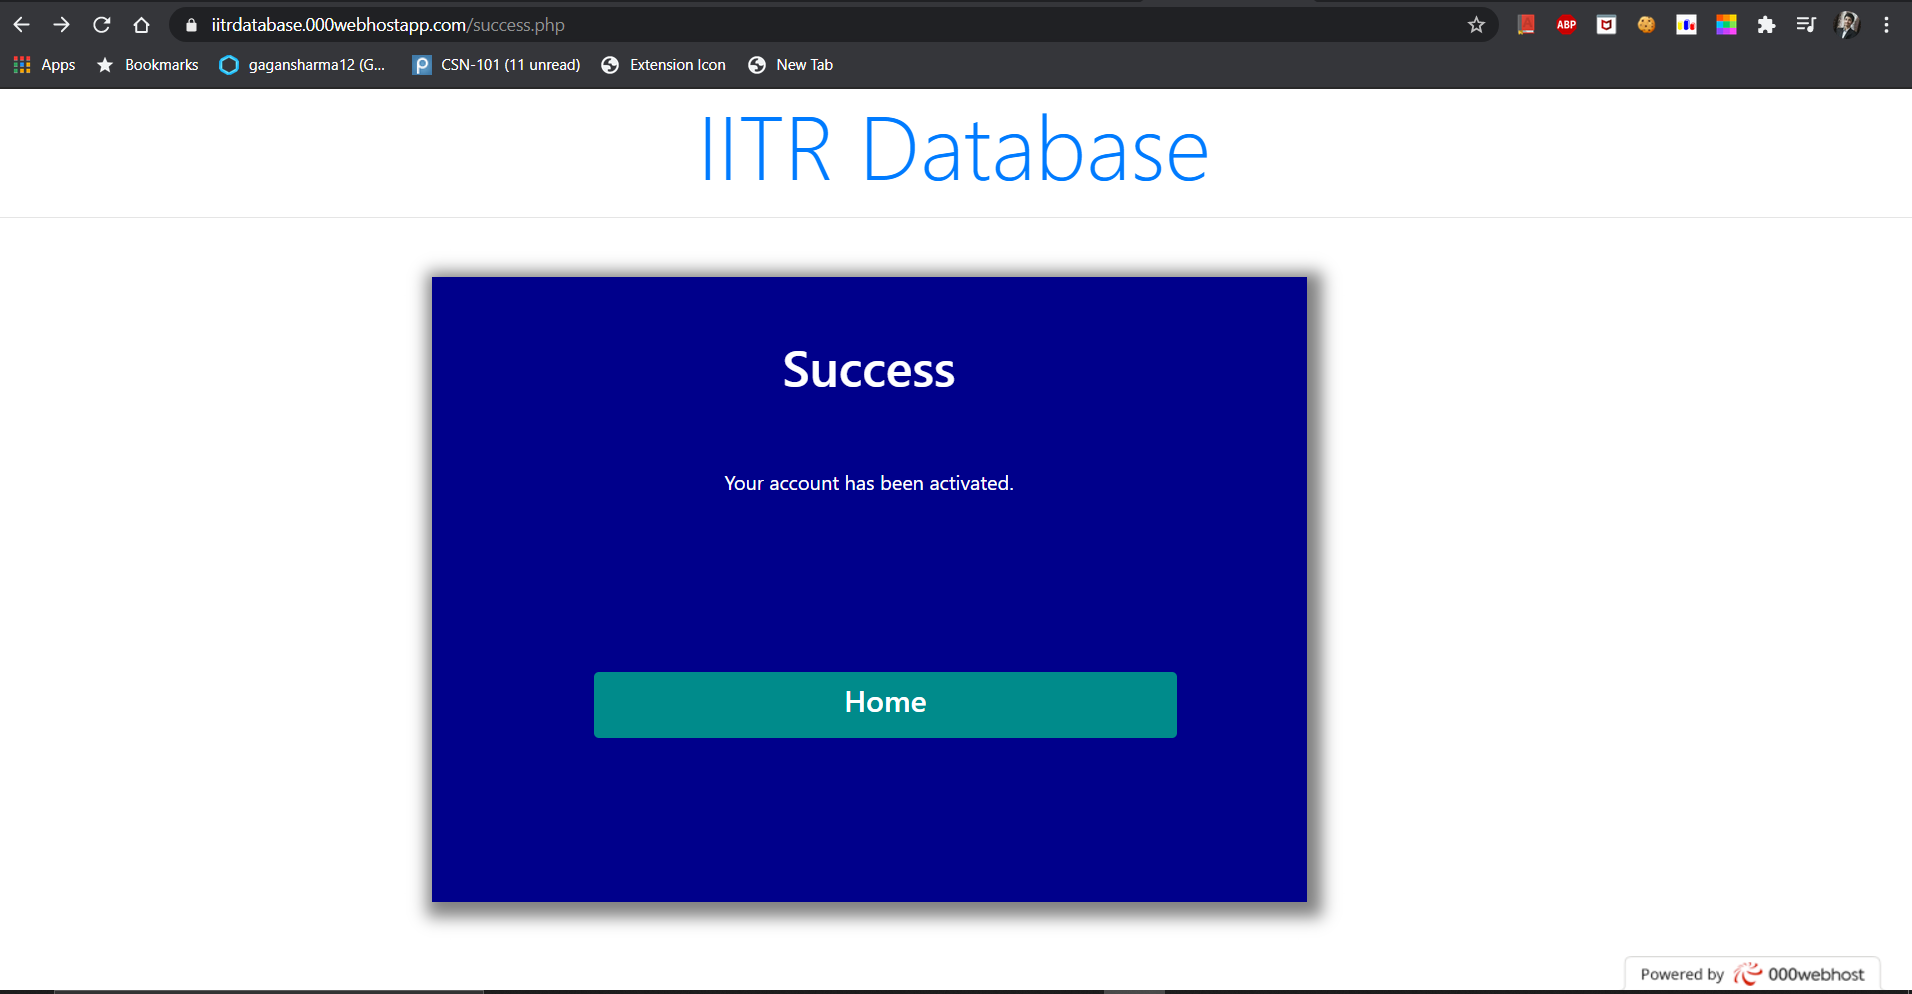 iitrdatabase.000webhostapp.com/success.php
ABP
Apps Bookmarks gagansharma12 (G... CSN-101 (11 unread) Extension Icon New Tab
IITR Database
Success
Your account has been activated.
Home
Powered by 000webhost